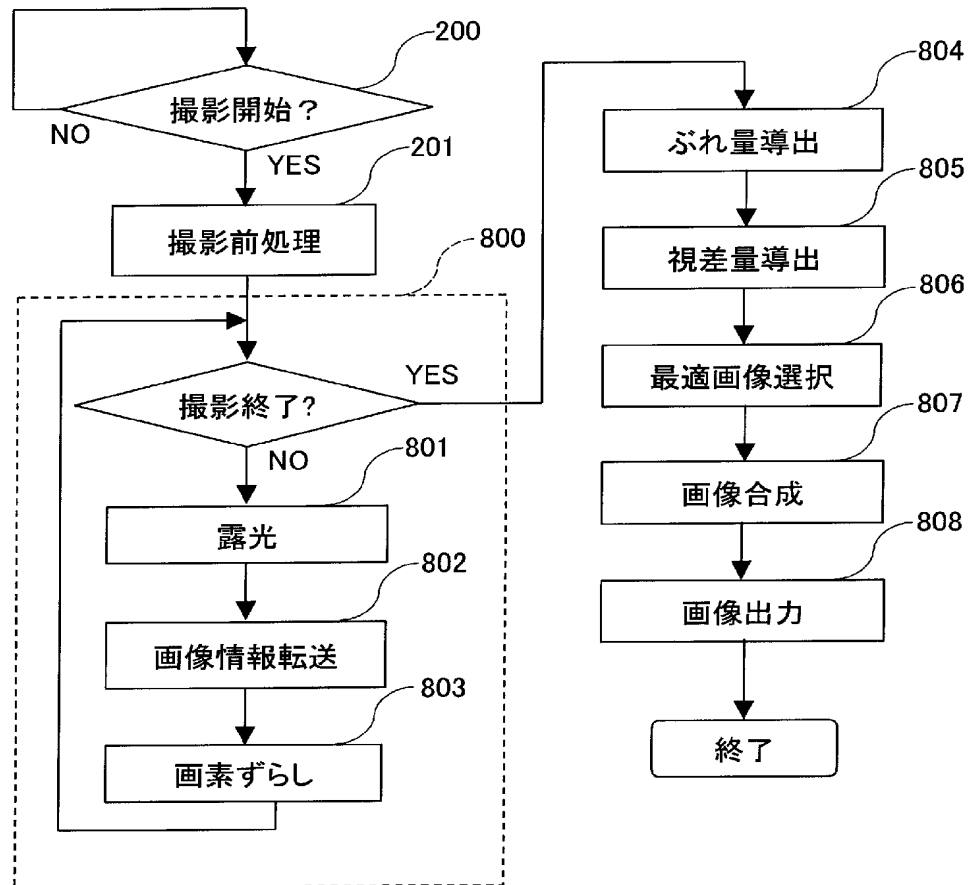 200
撮影開始？
NO
YES
201
撮影前処理
800
撮影終了?
YES
NO
801
露光
802
画像情報転送
803
画素ずらし
804
ぶれ量導出
805
視差量導出
806
最適画像選択
807
画像合成
808
画像出力
終了